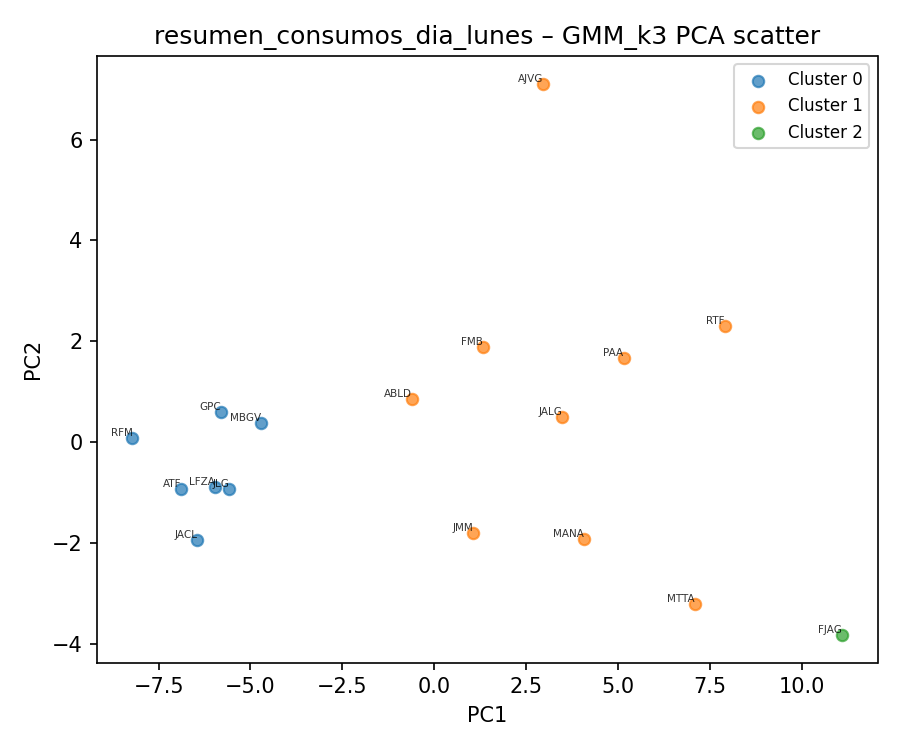 resumen_consumos_dia_lunes – GMM_k3 PCA scatter
Cluster 0
Cluster 1
Cluster 2
AJVG
RTF
FMB
PAA
ABLD
JALG
GPC
MBGV
RFM
ATF
LFZA
JLG
JACL
JMM
MANA
MTTA
FJAG
6
4
2
0
−2
−4
PC2
−7.5
−5.0
−2.5
0.0
2.5
5.0
7.5
10.0
PC1